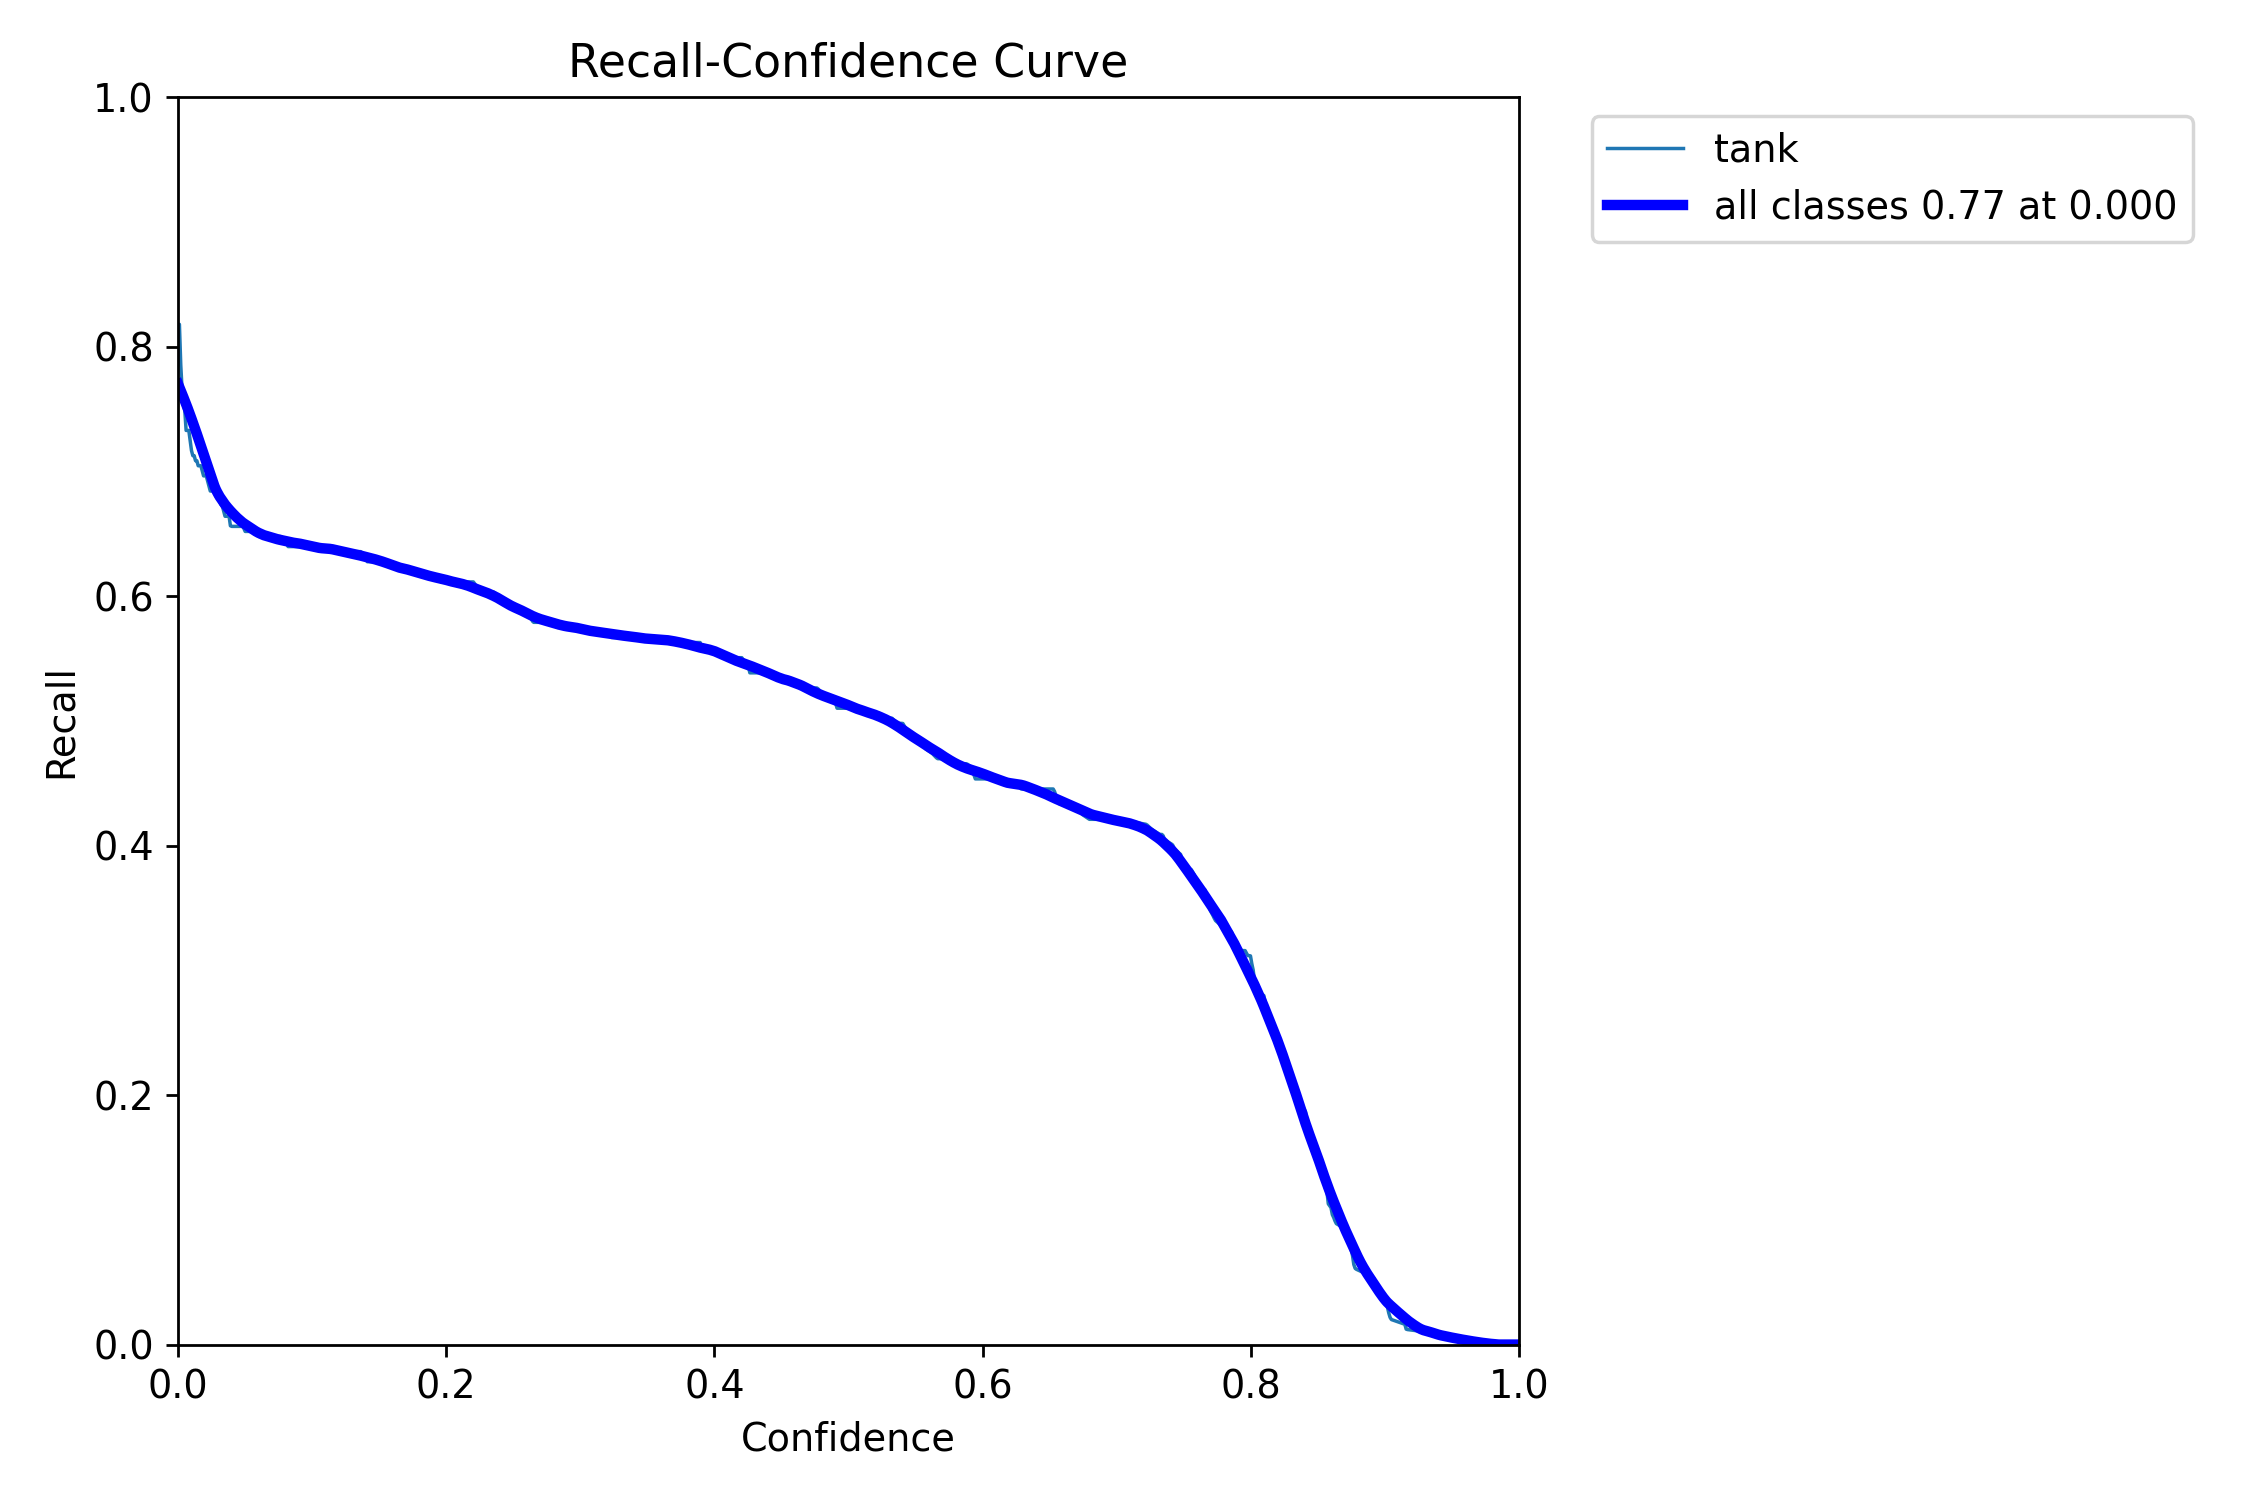 Recall-Confidence Curve
1.0
0.8
0.6
0.4
0.2
0.0
Recall
0.0 0.2 0.4 0.6 0.8 1.0
Confidence
tank
all classes 0.77 at 0.000